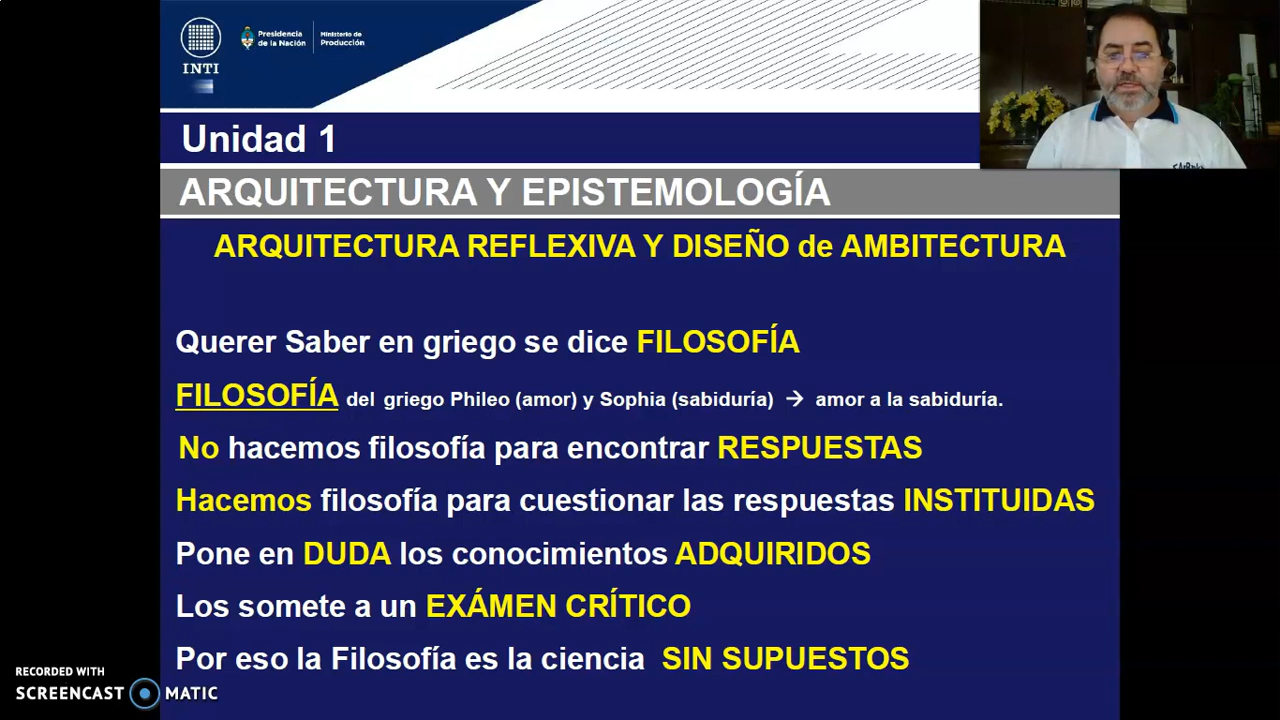 INTI
Presidencia
de la Nación
Ministerio de
Producción
Unidad 1
ARQUITECTURA Y EPISTEMOLOGÍA
ARQUITECTURA REFLEXIVA Y DISEÑO de AMBITECTURA
Querer Saber en griego se dice FILOSOFÍA
FILOSOFÍA del griego Phileo (amor) y Sophia (sabiduría) → amor a la sabiduría.
No hacemos filosofía para encontrar RESPUESTAS
Hacemos filosofía para cuestionar las respuestas INSTITUIDAS
Pone en DUDA los conocimientos ADQUIRIDOS
Los somete a un EXÁMEN CRÍTICO
Por eso la Filosofía es la ciencia SIN SUPUESTOS
RECORDED WITH
SCREENCAST MATIC